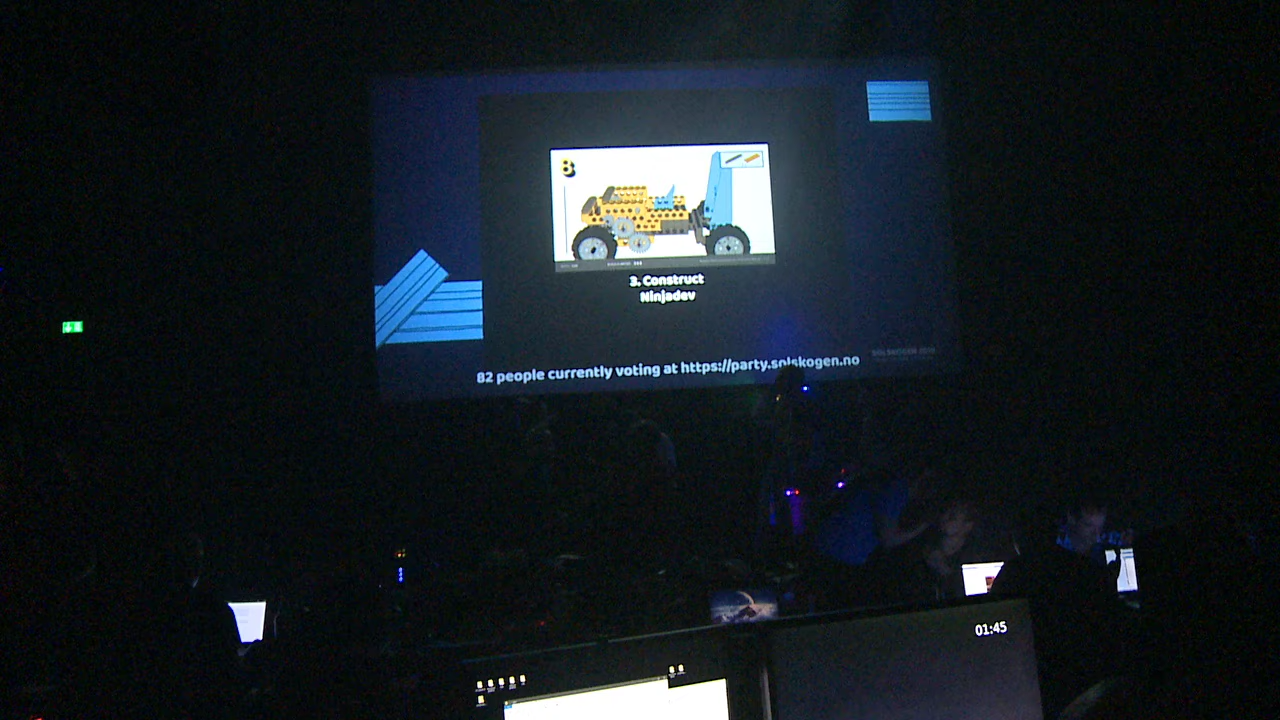 8
3. Construct
Ninjadev
82 people currently voting at https://party.solskogen.no
01:45